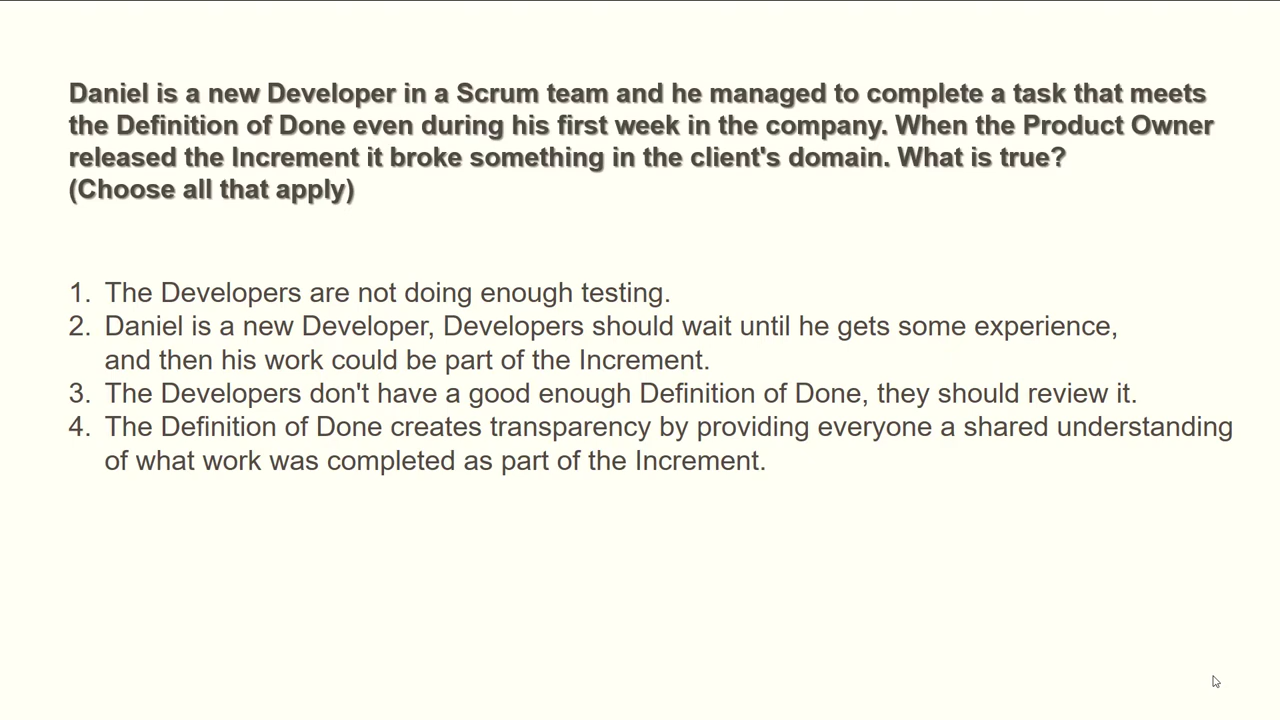 Daniel is a new Developer in a Scrum team and he managed to complete a task that meets
the Definition of Done even during his first week in the company. When the Product Owner
released the Increment it broke something in the client's domain. What is true?
(Choose all that apply)
1. The Developers are not doing enough testing.
2. Daniel is a new Developer, Developers should wait until he gets some experience,
and then his work could be part of the Increment.
3. The Developers don't have a good enough Definition of Done, they should review it.
4. The Definition of Done creates transparency by providing everyone a shared understanding
of what work was completed as part of the Increment.